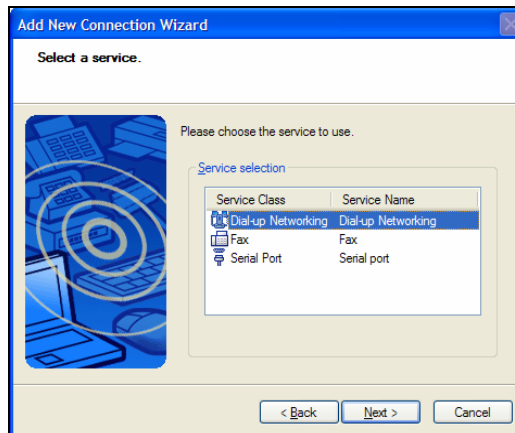 Add New Connection Wizard
Select a service.
Please choose the service to use.
Service selection
Service Class Service Name
Dial-up Networking Dial-up Networking
Fax Fax
Serial Port Serial port
< Back Next > Cancel